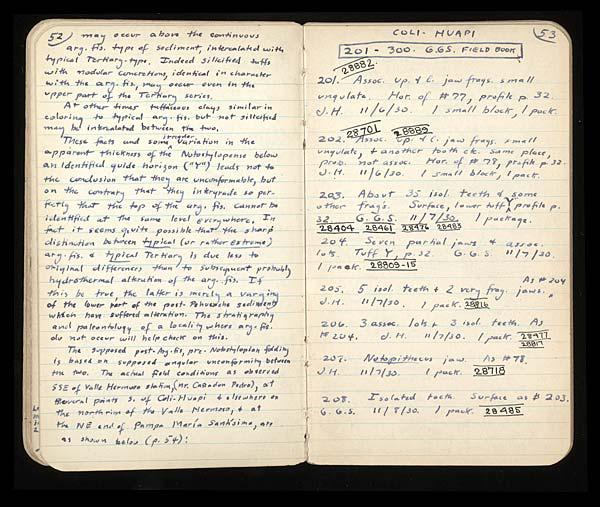 52
may occur above the continuous
arg. fis. type of sediment, intercalated with
typical Tertiary-type. Indeed silicified tuffs
with nodular concretions, identical in character
with the arg. fis, may occur even in the
upper part of the Tertiary series.
At other times tuffaceous clays similar in
coloring to typical arg. fis. but not silicified
may be intercalated between the two.
These facts and some irregular variation in the
apparent thickness of the Notostylopense below
an identified guide horizon ("Y") leads not to
the conclusion that they are unconformable, but
on the contrary that they intergrade so per-
fectly that the top of the arg. fis. cannot be
identified at the same level everywhere. In
fact it seems quite possible that the sharp
distinction between typical (or rather extreme)
arg. fis. & typical Tertiary is due less to
original differences than to subsequent probably
hydrothermal alteration of the arg. fis. If
this be true the latter is merely a varying
of the lower part of the post-Pehuenche sediments
which have suffered alteration. The stratigraphy
and paleontology of a locality where arg. fis.
do not occur will help check on this.
The supposed post-Arg. fis, pre-Notostylopian folding
is based on supposed angular unconformity between
the two. The actual field conditions as observed
SSE of Valle Hermoso station (nr. Cañadon Pedro), at
several points S. of Coli-Huapi & elsewhere on
the north rim of the Valle Hermoso, & at
the NE end of Pampa María Santísima, are
as shown below (p. 54):
53
COLI-HUAPI
201 - 300. G.G.S. FIELD BOOK
28882
201. Assoc. up. & l. jaw frags. small
ungulate. Hor. of #77, profile p. 32.
J.H. 11/6/30. 1 small block, 1 pack.
28701 28889
202. Assoc. up. & l. jaw frags. small
ungulate, & another tooth etc. Same place,
prob. not assoc. Hor. of #78, profile p. 32.
J.H. 11/6/30. 1 small block, 1 pack.
203. About 35 isol. teeth & some
other frags. Surface, lower tuff Y, profile p.
32. G.G.S. 11/7/30. 1 package.
28404 28461 28476 28483
204. Seven partial jaws & assoc.
lots. Tuff Y, p. 32. G.G.S. 11/7/30.
1 pack. 28809-15
As #204
205. 5 isol. teeth & 2 very frag. jaws.
J.H. 11/7/30. 1 pack. 28816
206. 3 assoc. lots & 3 isol. teeth. As
#204. J.H. 11/7/30. 1 pack. 28477
28817
207. Notopithecus jaw. As #78.
J.H. 11/7/30. 1 pack. 28718
208. Isolated teeth Surface as #203.
G.G.S. 11/8/30. 1 pack. 28485